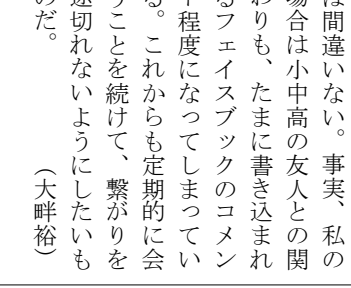 は間違いない。事実、私の
場合は小中高の友人との関
わりも、たまに書き込まれ
るフェイスブックのコメン
ト程度になってしまってい
る。これからも定期的に会
うことを続けて、繋がりを
途切れないようにしたいも
のだ。　　　　（大畔裕）